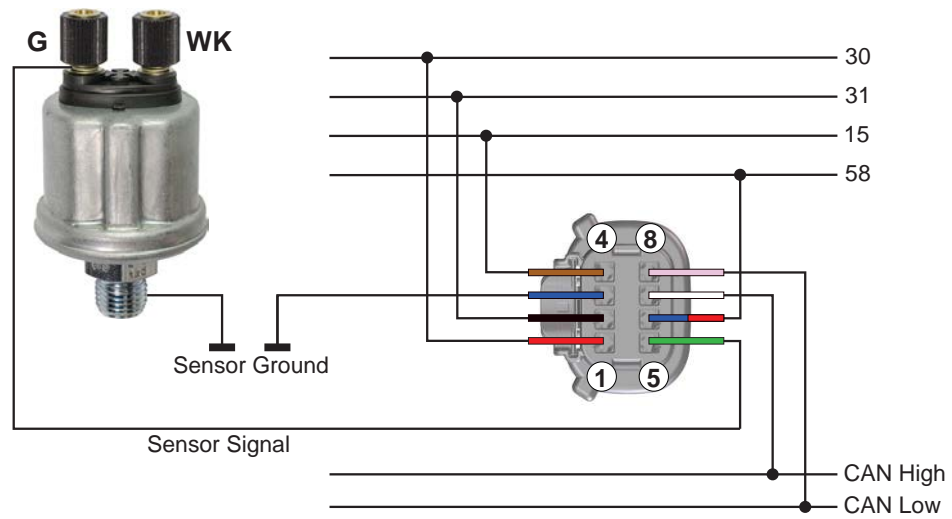 G
WK
30
31
15
58
4
8
Sensor Ground
1
5
Sensor Signal
CAN High
CAN Low